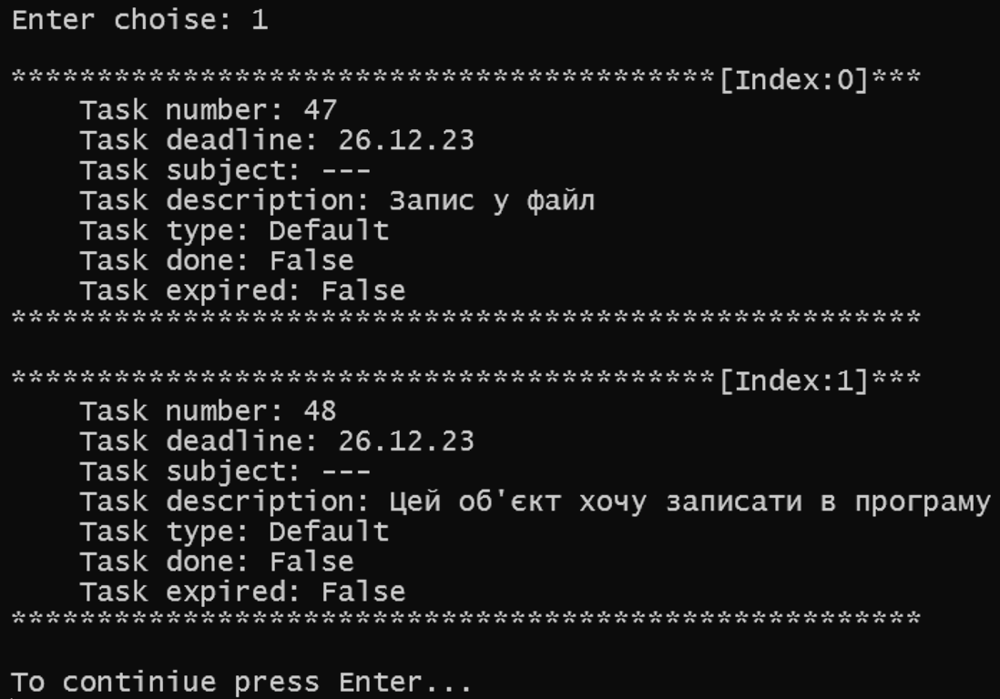 Enter choise: 1
*****************************************[Index:0]***
Task number: 47
Task deadline: 26.12.23
Task subject: ---
Task description: Запис у файл
Task type: Default
Task done: False
Task expired: False
*****************************************************
*****************************************[Index:1]***
Task number: 48
Task deadline: 26.12.23
Task subject: ---
Task description: Цей об'єкт хочу записати в програму
Task type: Default
Task done: False
Task expired: False
*****************************************************
To continiue press Enter...